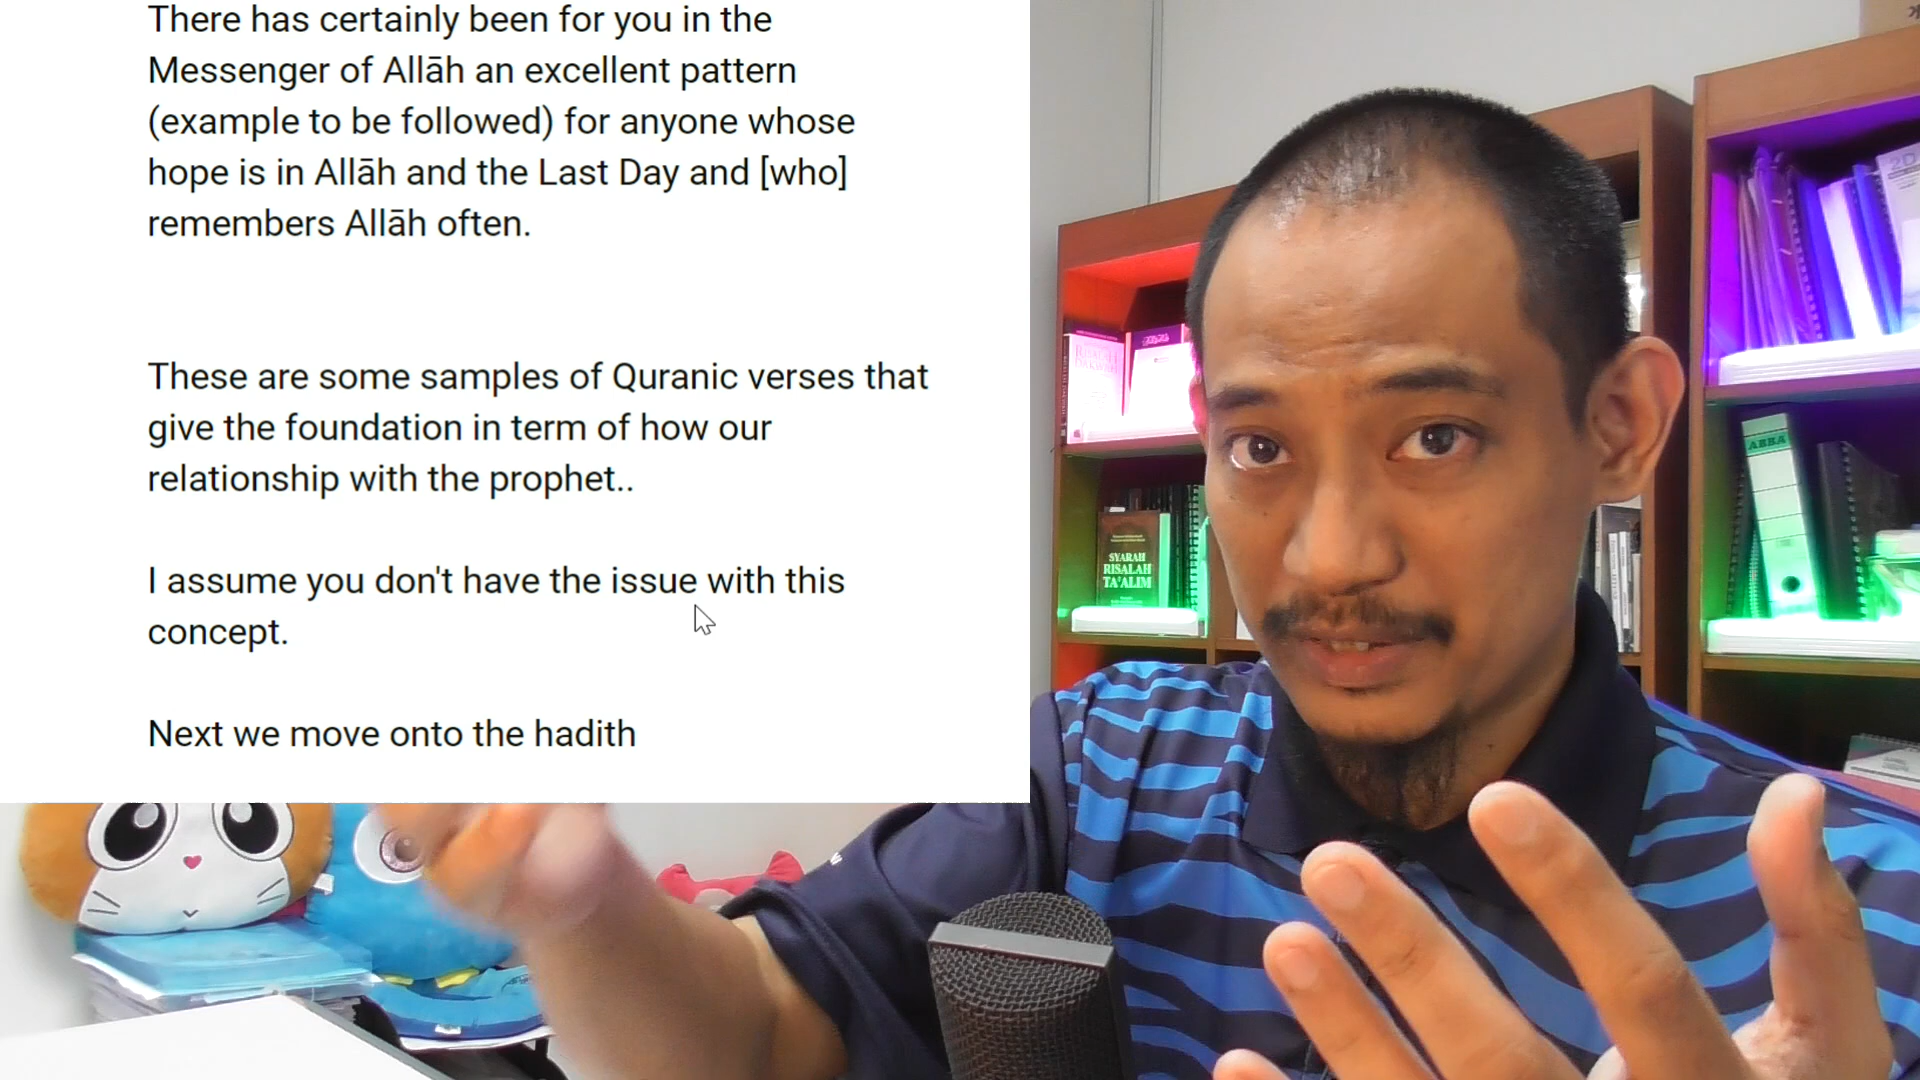 There has certainly been for you in the
Messenger of Allāh an excellent pattern
(example to be followed) for anyone whose
hope is in Allāh and the Last Day and [who]
remembers Allāh often.
These are some samples of Quranic verses that
give the foundation in term of how our
relationship with the prophet..
I assume you don't have the issue with this
concept.
Next we move onto the hadith
2D
ABBA
SYARAH
RISALAH
TA'ALIM